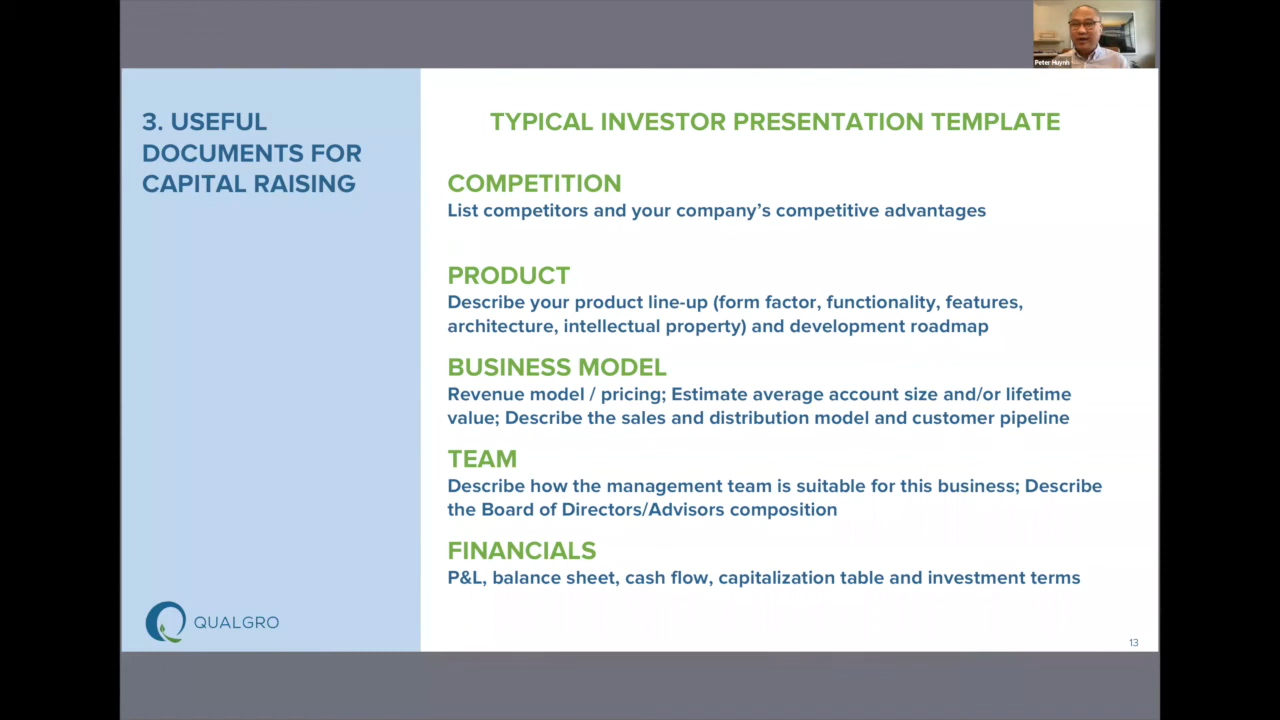 Peter Huynh
3. USEFUL
DOCUMENTS FOR
CAPITAL RAISING
TYPICAL INVESTOR PRESENTATION TEMPLATE
COMPETITION
List competitors and your company’s competitive advantages
PRODUCT
Describe your product line-up (form factor, functionality, features,
architecture, intellectual property) and development roadmap
BUSINESS MODEL
Revenue model / pricing; Estimate average account size and/or lifetime
value; Describe the sales and distribution model and customer pipeline
TEAM
Describe how the management team is suitable for this business; Describe
the Board of Directors/Advisors composition
FINANCIALS
P&L, balance sheet, cash flow, capitalization table and investment terms
QUALGRO
13